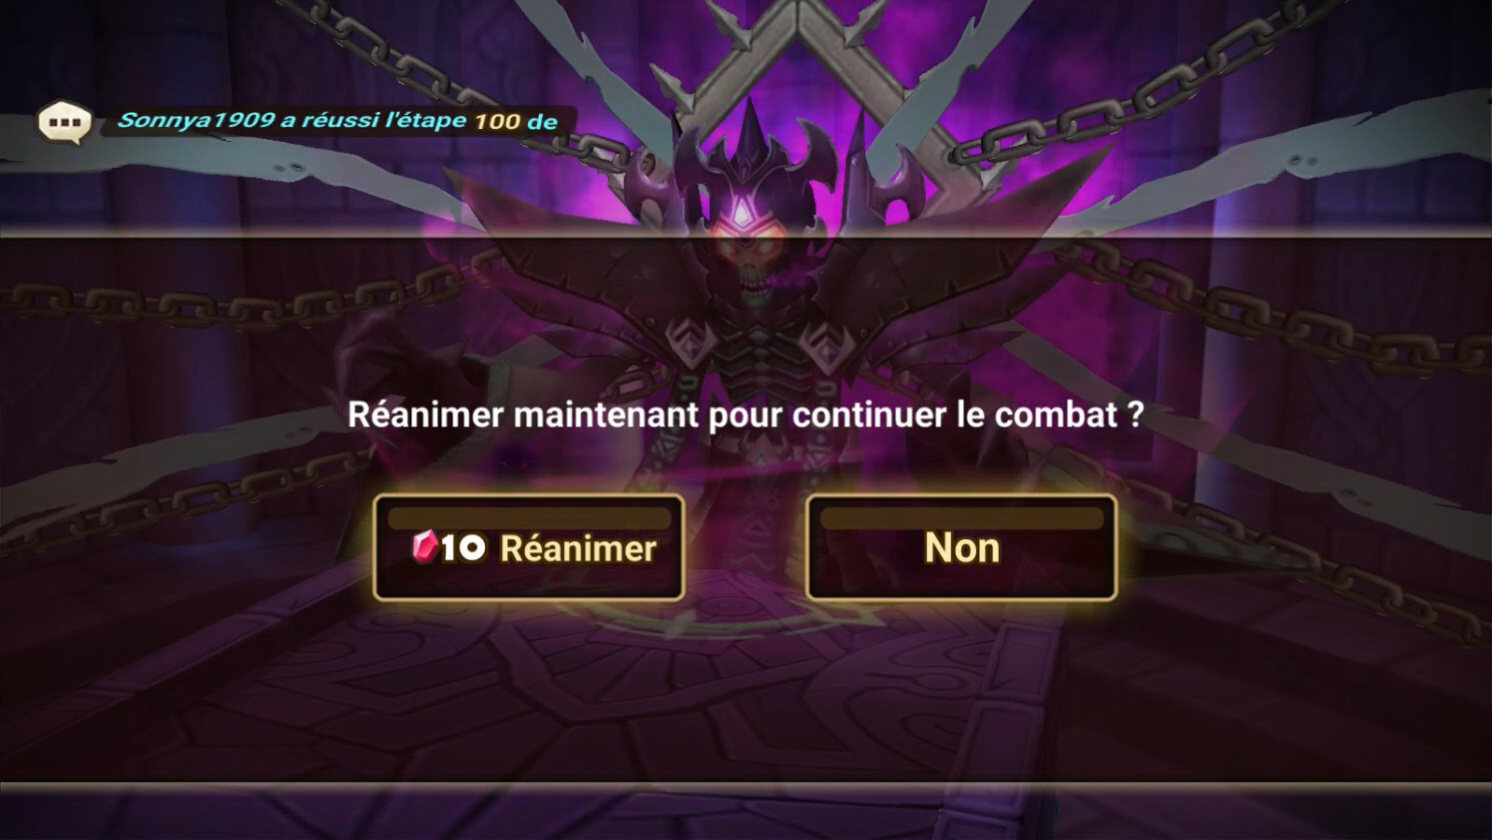 Sonnya1909 a réussi l'étape 100 de
Réanimer maintenant pour continuer le combat ?
10 Réanimer
Non